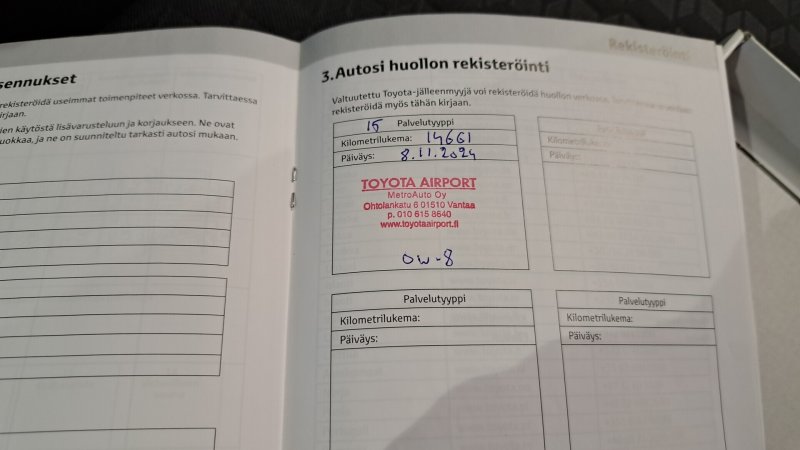 sennukset
rekisteröidä useimmat toimenpiteet verkossa. Tarvittaessa
irjaan.
ien käytöstä lisävarusteluun ja korjaukseen. Ne ovat
uokkaa, ja ne on suunniteltu tarkasti autosi mukaan.
Rekisteröinti
3. Autosi huollon rekisteröinti
Valtuutettu Toyota-jälleenmyyjä voi rekisteröidä huollon verkossa.
rekisteröidä myös tähän kirjaan.
15 Palvelutyyppi
Kilometrilukema: 14661
Päiväys: 8.11.2024
TOYOTA AIRPORT
MetroAuto Oy
Ohtolankatu 6 01510 Vantaa
p. 010 615 8640
www.toyotaairport.fi
OW-8
Kilometrilukema:
Päiväys:
Palvelutyyppi
Kilometrilukema:
Päiväys:
Palvelutyyppi
Kilometrilukema:
Päiväys: